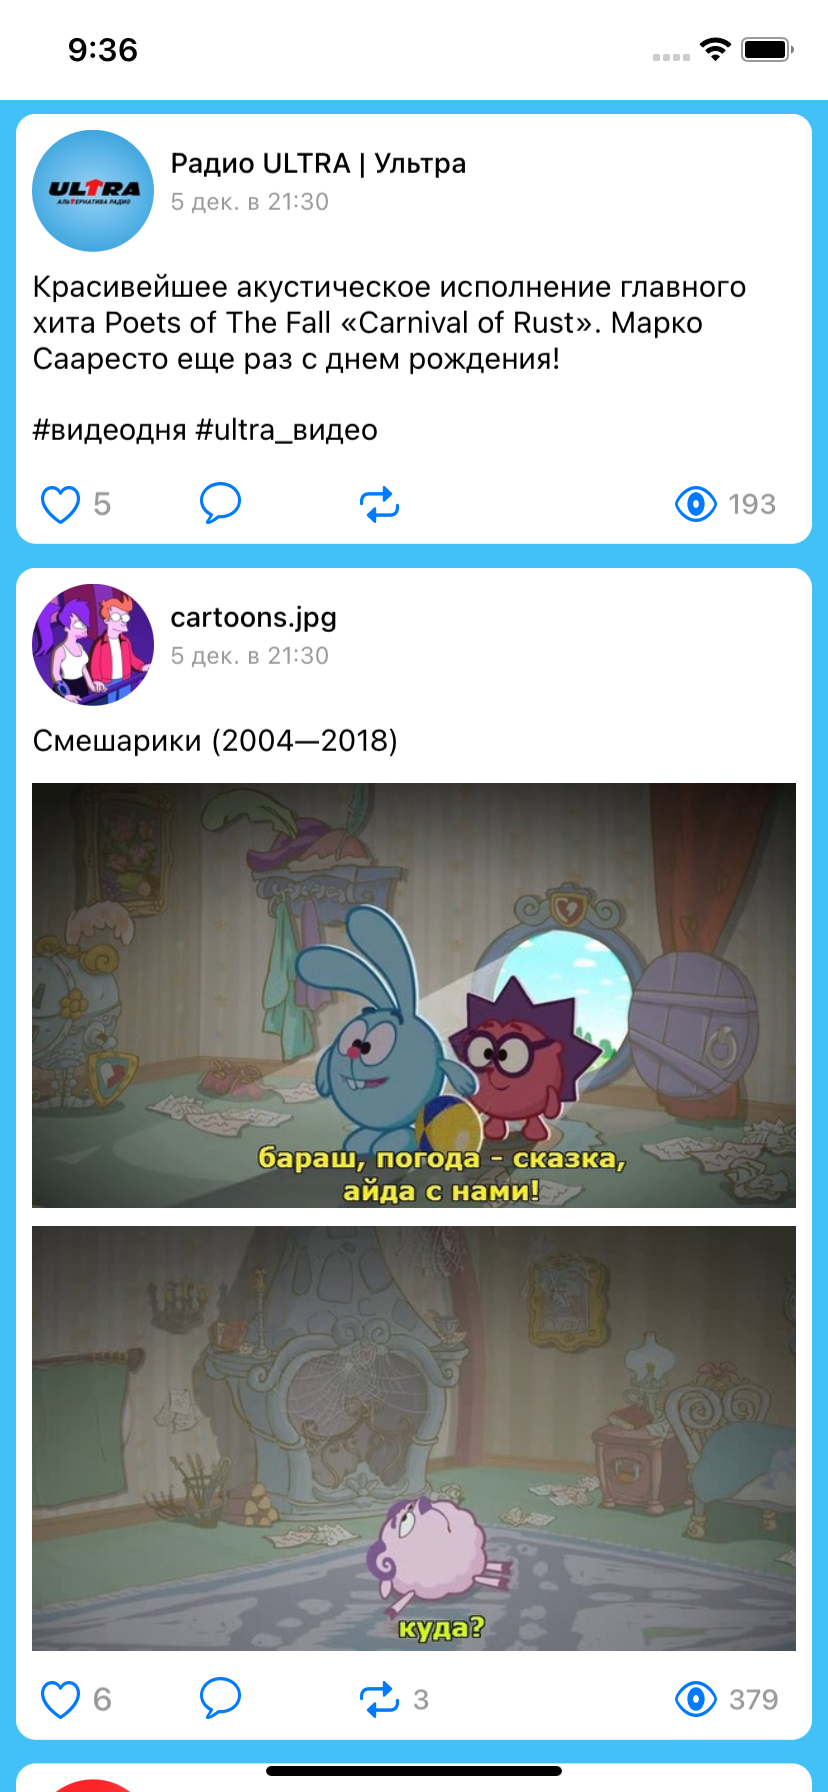 9:36
ULTRA
АЛЬТЕРНАТИВА РАДИО
Радио ULTRA | Ультра
5 дек. в 21:30
Красивейшее акустическое исполнение главного
хита Poets of The Fall «Carnival of Rust». Марко
Сааресто еще раз с днем рождения!
#видеодня #ultra_видео
5
193
cartoons.jpg
5 дек. в 21:30
Смешарики (2004—2018)
бараш, погода - сказка,
айда с нами!
куда?
6
3
379